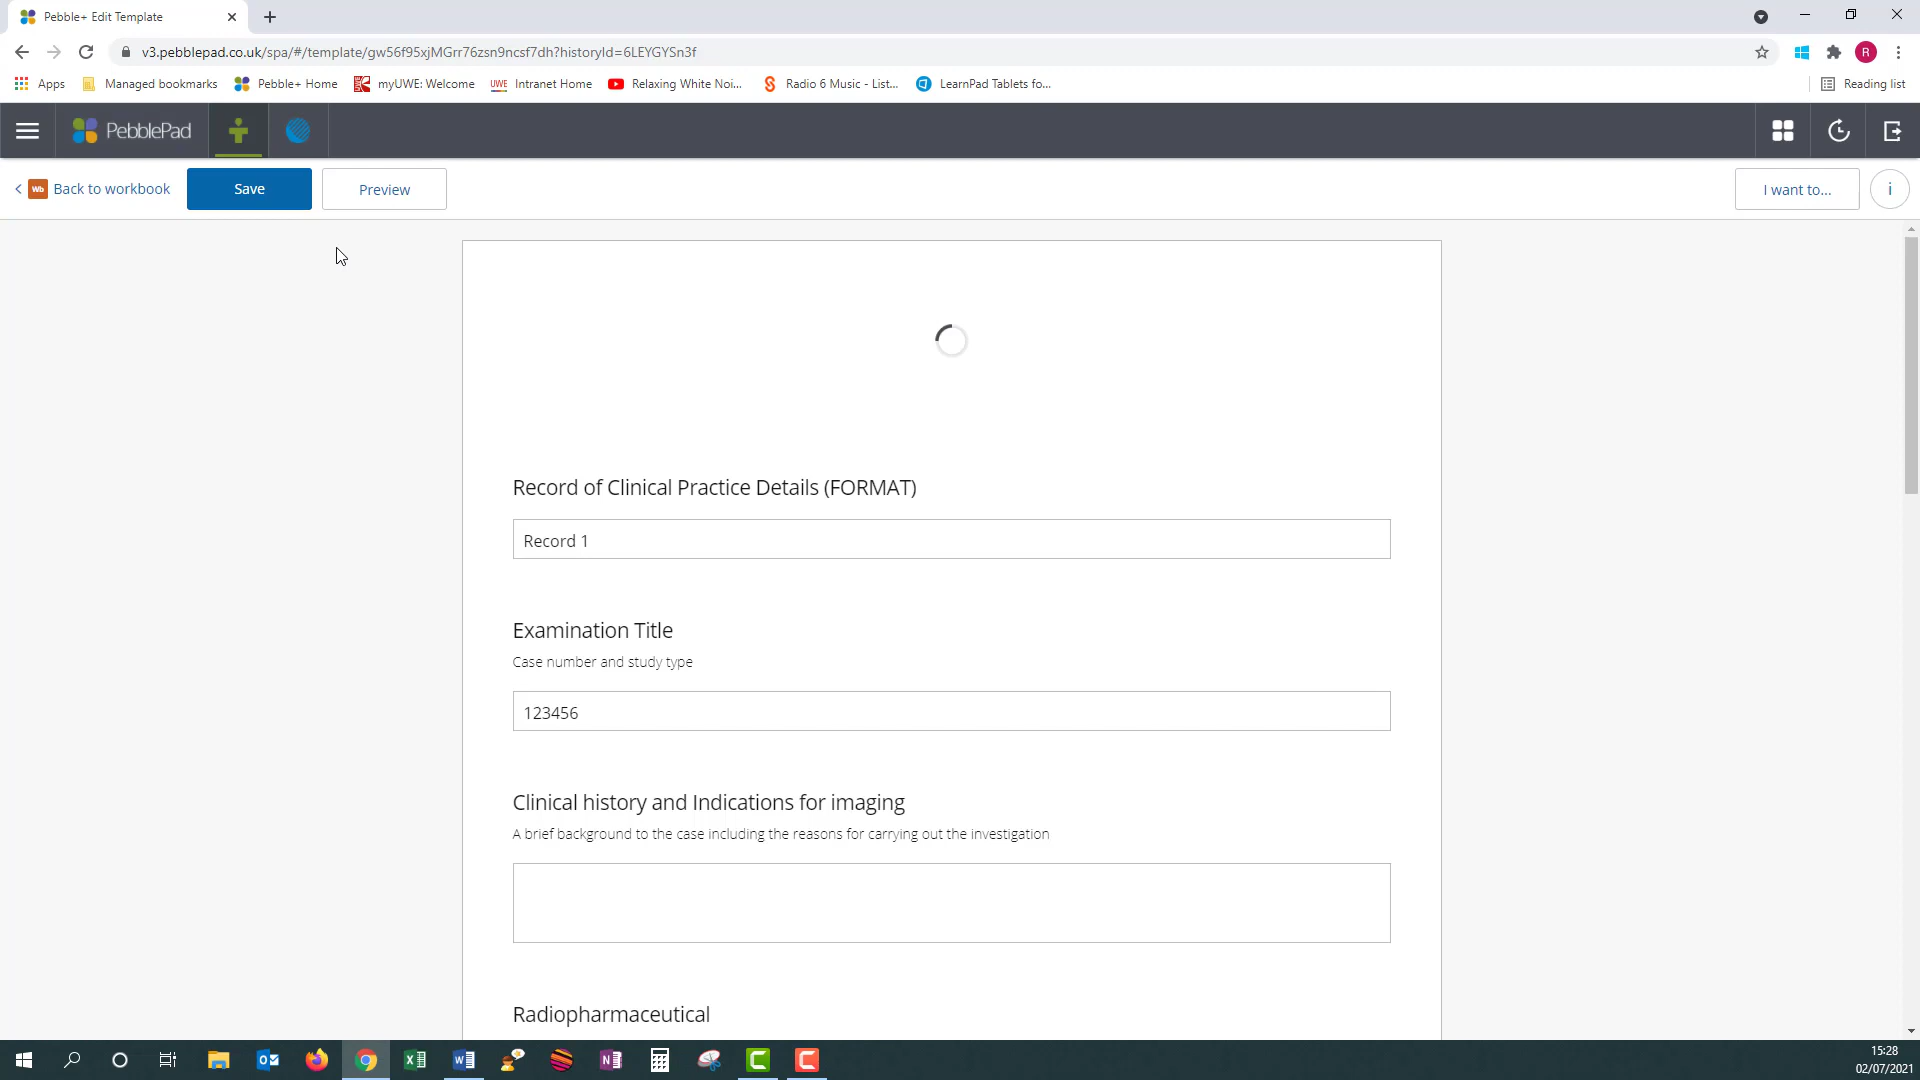 Pebble+ Edit Template
v3.pebblepad.co.uk/spa/#/template/gw56f95xjMGrr76zsn9ncsf7dh?historyId=6LEYGYSn3f
R
Apps
Managed bookmarks
Pebble+ Home
myUWE: Welcome
UWE Intranet Home
Relaxing White Noi...
Radio 6 Music - List...
LearnPad Tablets fo...
Reading list
PebblePad
Wb Back to workbook
Save
Preview
I want to...
i
Record of Clinical Practice Details (FORMAT)
Record 1
Examination Title
Case number and study type
123456
Clinical history and Indications for imaging
A brief background to the case including the reasons for carrying out the investigation
Radiopharmaceutical
15:28
02/07/2021